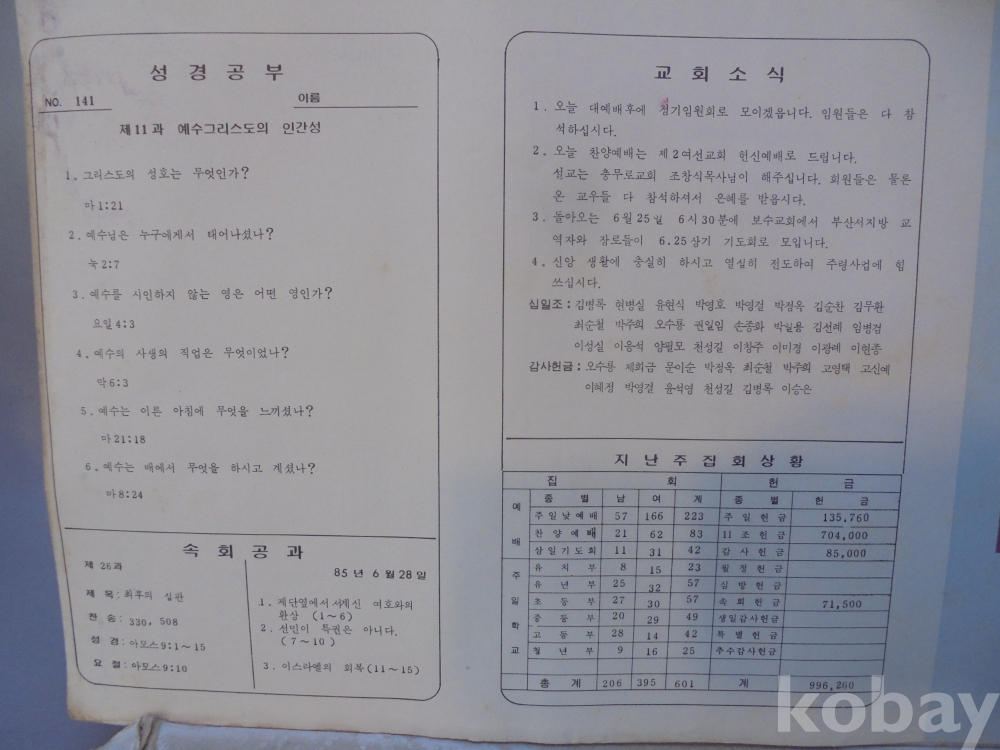 성경공부
NO. 141 이름
제11과 예수그리스도의 인간성
1. 그리스도의 성호는 무엇인가?
마1:21
2. 예수님은 누구에게서 태어나셨나?
눅2:7
3. 예수를 시인하지 않는 영은 어떤 영인가?
요일4:3
4. 예수의 사생의 직업은 무엇이었나?
막6:3
5. 예수는 이른 아침에 무엇을 느끼셨나?
마21:18
6. 예수는 배에서 무엇을 하시고 계셨나?
마8:24
속회공과
제 26과
제 목: 최후의 심판
찬 송: 330, 508
성 경: 아모스9:1~15
요 절: 아모스9:10
85년 6월28일
1. 제단옆에서서계신 여호와의
환상 (1~6)
2. 선민이 특권은 아니다.
(7~10)
3. 이스라엘의 회복(11~15)
교회소식
1. 오늘 대예배후에 정기임원회로 모이겠읍니다. 임원들은 다 참
석하십시다.
2. 오늘 찬양예배는 제2여선교회 헌신예배로 드립니다.
설교는 충무로교회 조창식목사님이 해주십니다. 회원들은 물론
온 교우들 다 참석하셔서 은혜를 받읍시다.
3. 돌아오는 6월25일 6시30분에 보수교회에서 부산서지방 교
역자와 장로들이 6.25상기 기도회로 모입니다.
4. 신앙 생활에 충실히 하시고 열심히 전도하여 주령사업에 힘
쓰십시다.
십일조: 김병록 현병실 윤현식 박영호 박영걸 박정옥 김순찬 김무환
최순철 박주희 오수룡 권일임 손종화 박일용 김선례 임병검
이성실 이응석 양필모 천성길 이창주 이미경 이광례 이현종
감사헌금: 오수룡 제희금 문이순 박정옥 최순철 박주희 고영택 고신예
이혜정 박영걸 윤석영 천성길 김병록 이승은
지난주집회상황
집 회 헌 금
예 배 종 별 남 여 계 종 별 헌 금
주일낮예배 57 166 223 주일헌금 135,760
찬양예배 21 62 83 11조헌금 704,000
삼일기도회 11 31 42 감사헌금 85,000
주 일 학 교 유치부 8 15 23 월정헌금
유년부 25 32 57 심방헌금
초등부 27 30 57 속회헌금 71,500
중등부 20 29 49 생일감사헌금
고등부 28 14 42 특별헌금
청년부 9 16 25 추수감사헌금
총 계 206 395 601 계 996,260
kobay